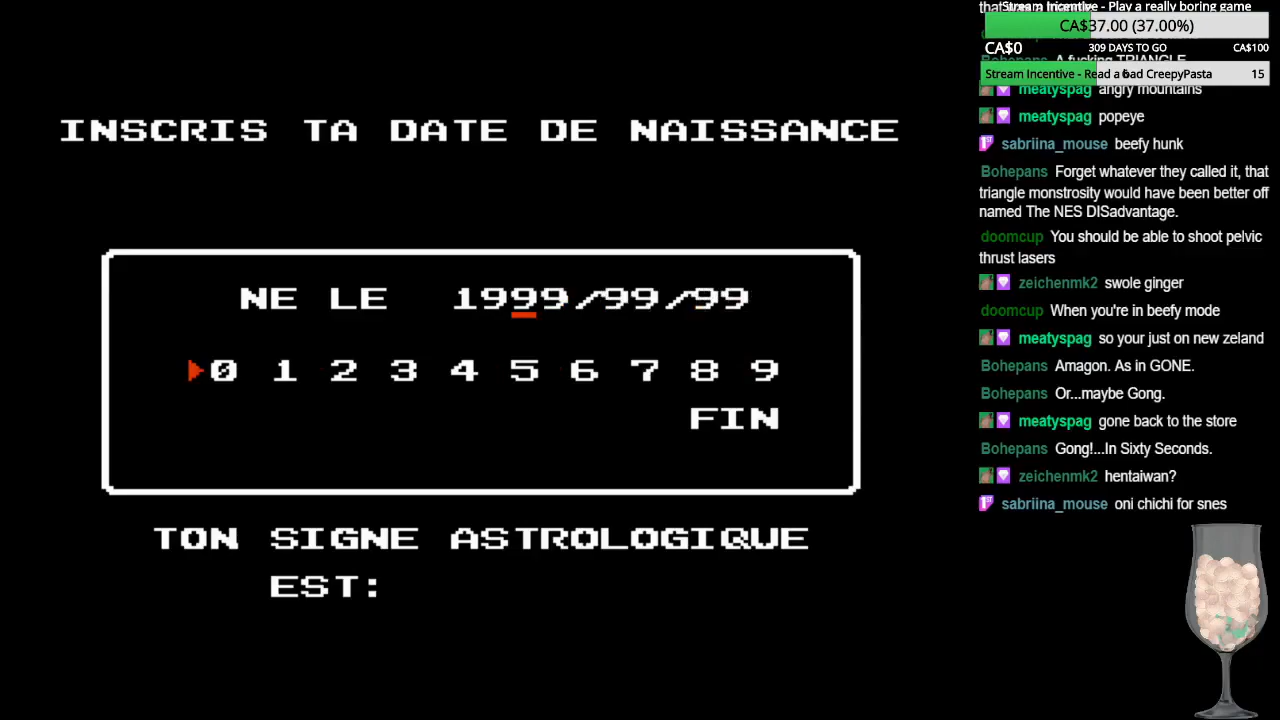 INSCRIS TA DATE DE NAISSANCE
NE LE 1999/99/99
0 1 2 3 4 5 6 7 8 9
FIN
TON SIGNE ASTROLOGIQUE
EST:
Stream Incentive - Play a really boring game
CA$37.00 (37.00%)
CA$0 309 DAYS TO GO CA$100
Bohepans A fucking TRIANGLE
Stream Incentive - Read a bad CreepyPasta 6 15
meatyspag angry mountains
meatyspag popeye
sabriina_mouse beefy hunk
Bohepans Forget whatever they called it, that
triangle monstrosity would have been better off
named The NES DISadvantage.
doomcup You should be able to shoot pelvic
thrust lasers
zeichenmk2 swole ginger
doomcup When you're in beefy mode
meatyspag so your just on new zeland
Bohepans Amagon. As in GONE.
Bohepans Or...maybe Gong.
meatyspag gone back to the store
Bohepans Gong!...In Sixty Seconds.
zeichenmk2 hentaiwan?
sabriina_mouse oni chichi for snes